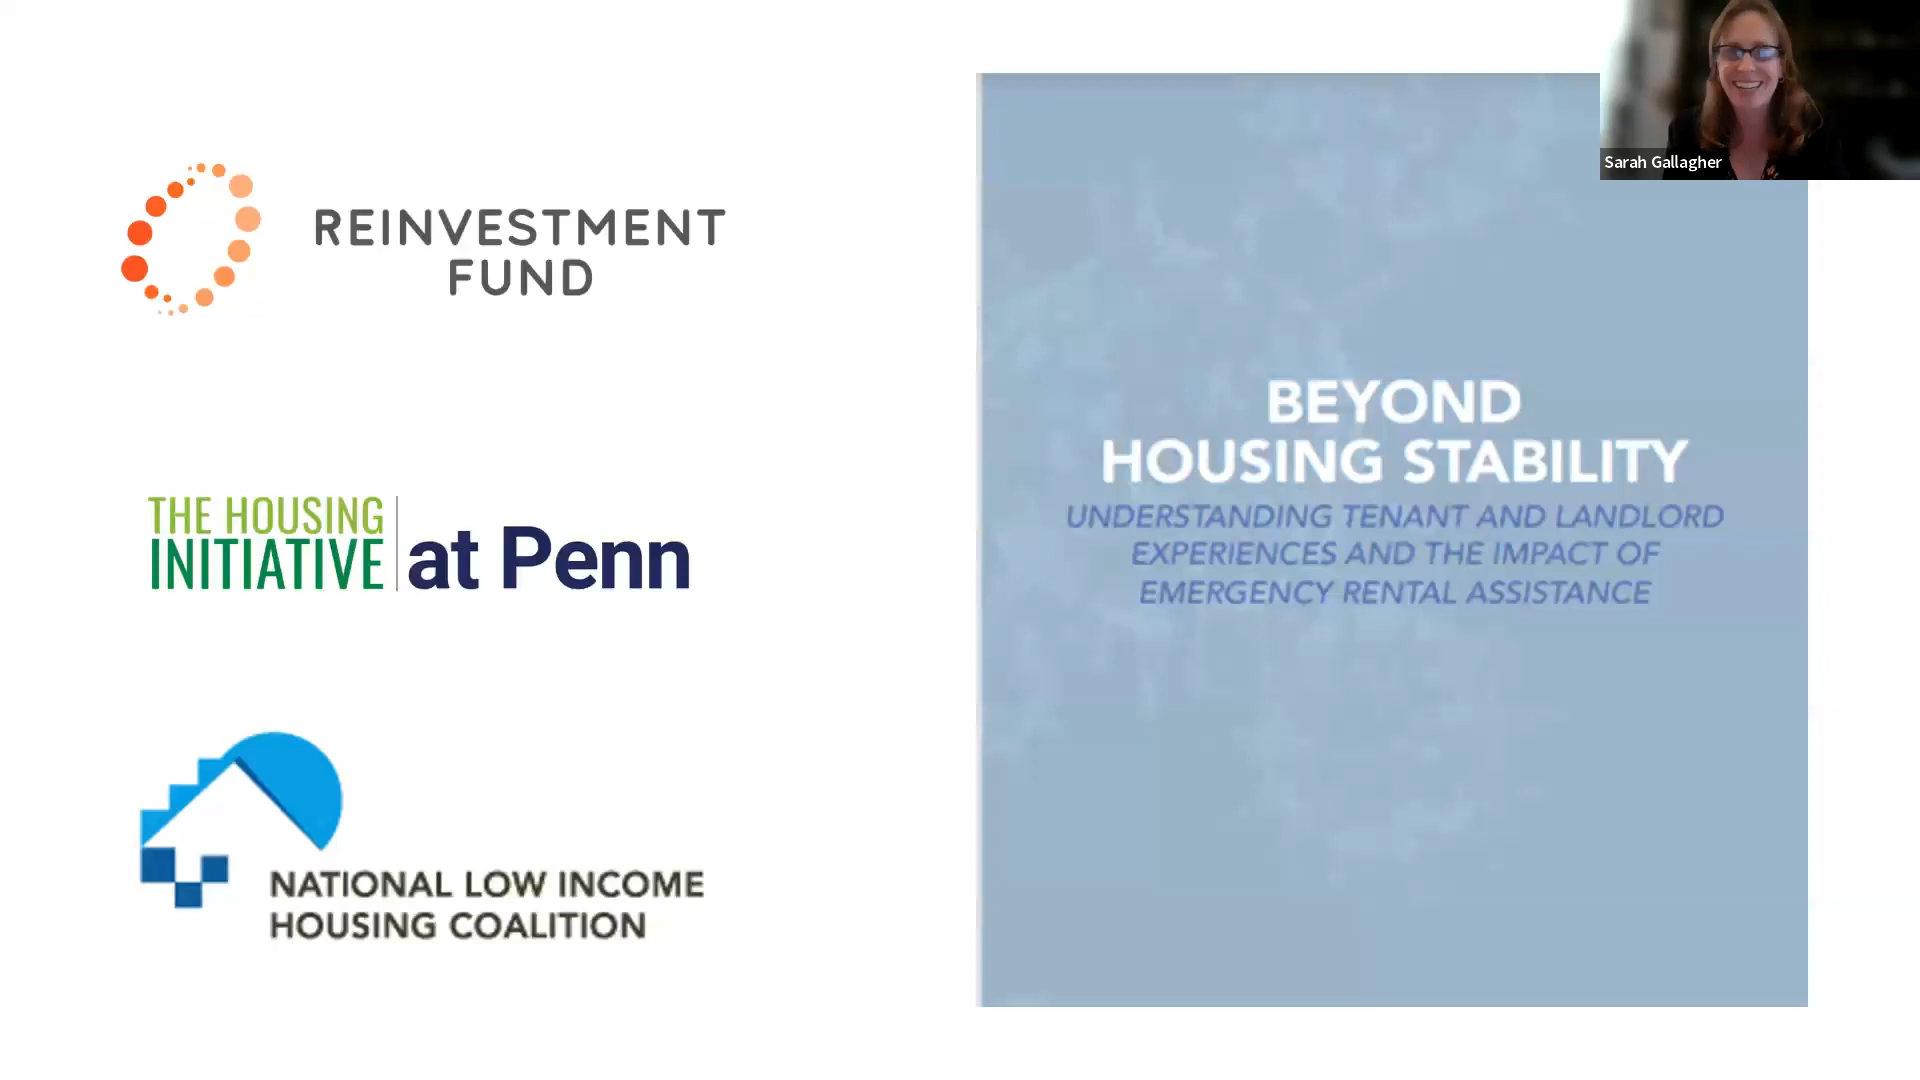 REINVESTMENT
FUND
THE HOUSING
INITIATIVE
at Penn
NATIONAL LOW INCOME
HOUSING COALITION
BEYOND
HOUSING STABILITY
UNDERSTANDING TENANT AND LANDLORD
EXPERIENCES AND THE IMPACT OF
EMERGENCY RENTAL ASSISTANCE
Sarah Gallagher